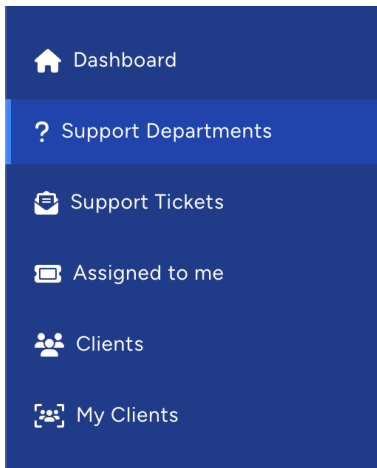 Dashboard
Support Departments
Support Tickets
Assigned to me
Clients
My Clients